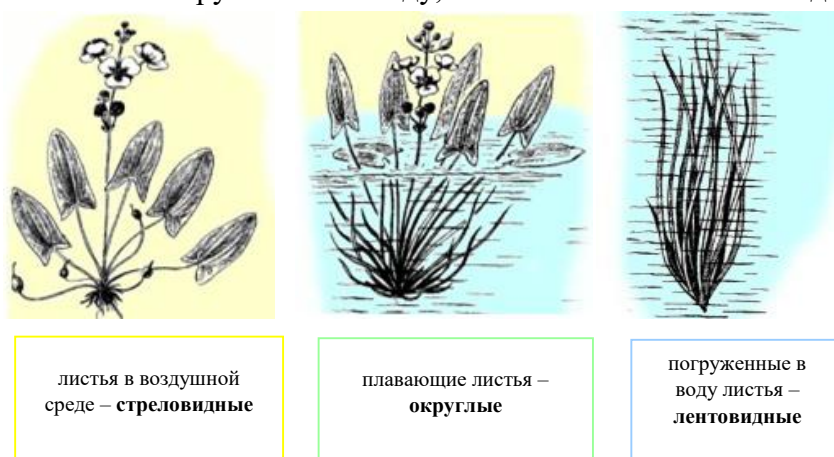 листья в воздушной
среде – стреловидные
плавающие листья –
округлые
погруженные в
воду листья –
лентовидные